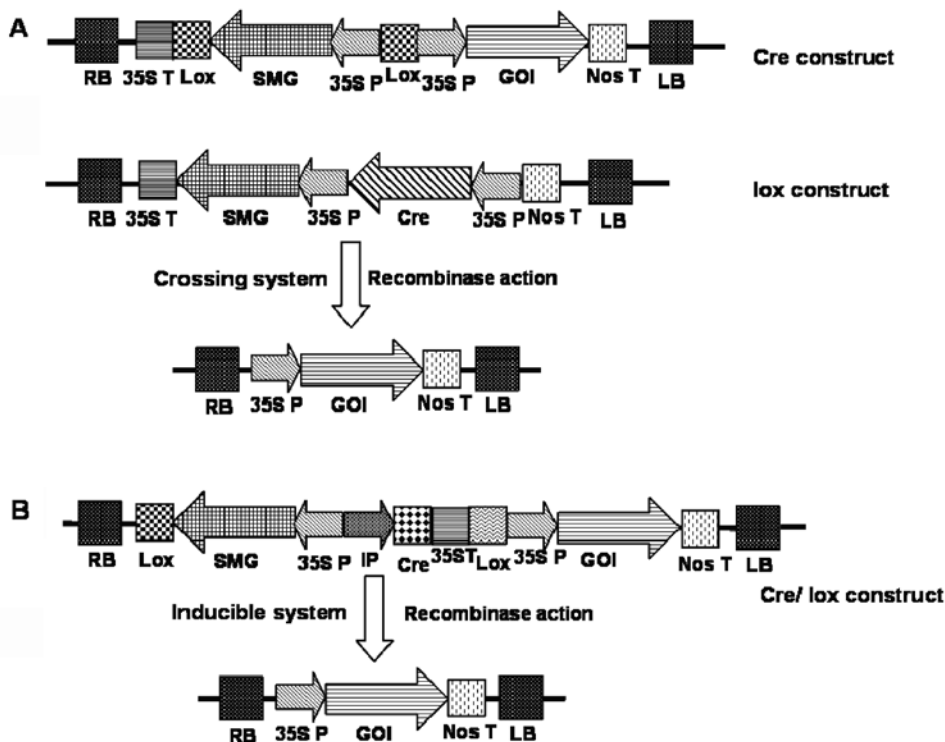 A
RB 35S T Lox SMG 35S P Lox 35S P GOI Nos T LB
Cre construct
RB 35S T SMG 35S P Cre 35S P Nos T LB
lox construct
Crossing system Recombinase action
RB 35S P GOI Nos T LB
B
RB Lox SMG 35S P IP Cre 35ST Lox 35S P GOI Nos T LB
Cre/ lox construct
Inducible system Recombinase action
RB 35S P GOI Nos T LB